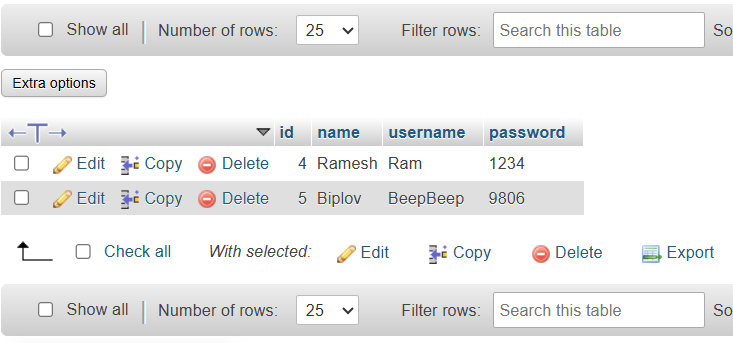 Show all Number of rows: 25 Filter rows: Search this table So
Extra options
id name username password
Edit Copy Delete 4 Ramesh Ram 1234
Edit Copy Delete 5 Biplov BeepBeep 9806
Check all With selected: Edit Copy Delete Export
Show all Number of rows: 25 Filter rows: Search this table So